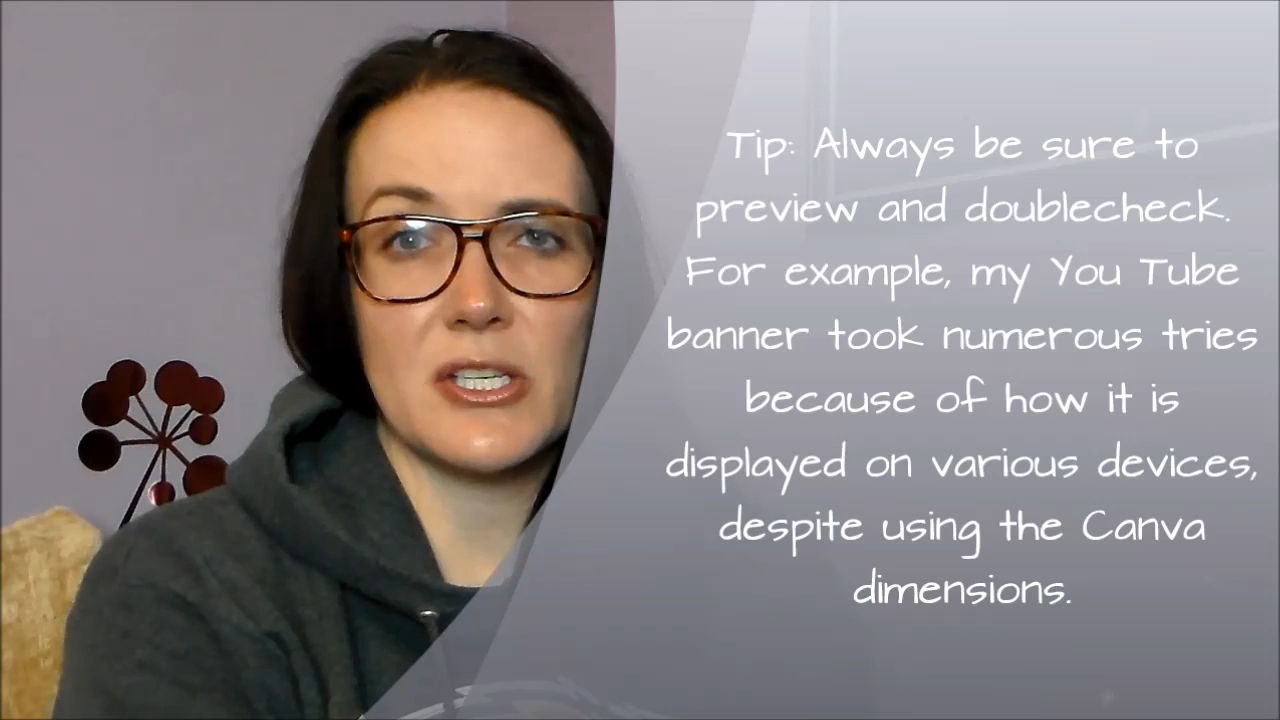 Tip: Always be sure to
preview and doublecheck.
For example, my You Tube
banner took numerous tries
because of how it is
displayed on various devices,
despite using the Canva
dimensions.